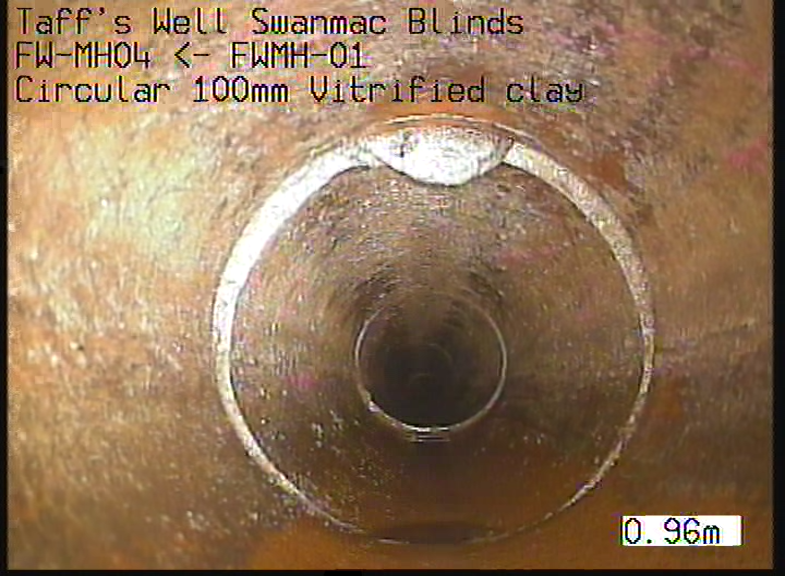 Taff's Well Swanmac Blinds
FW-MH04 <- FWMH-01
Circular 100mm Vitrified clay
0.96m